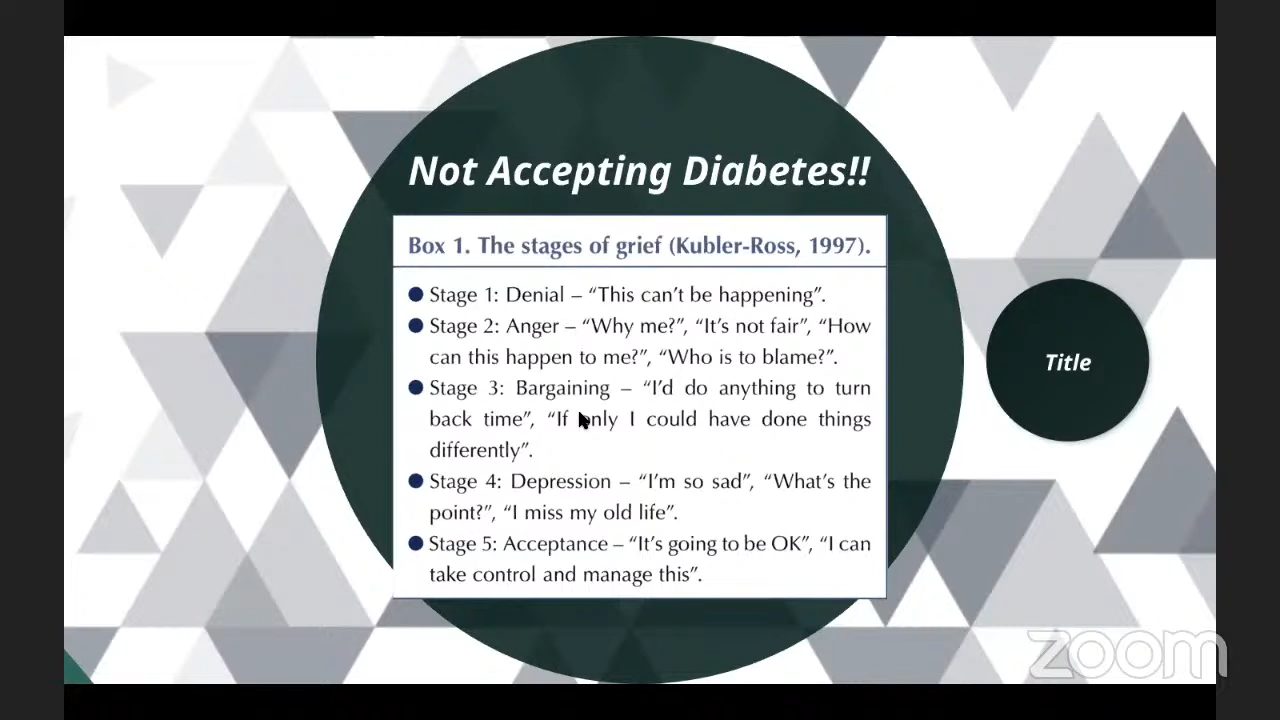 Not Accepting Diabetes!!
Box 1. The stages of grief (Kubler-Ross, 1997).
● Stage 1: Denial – “This can’t be happening”.
● Stage 2: Anger – “Why me?”, “It’s not fair”, “How
can this happen to me?”, “Who is to blame?”.
● Stage 3: Bargaining – “I’d do anything to turn
back time”, “If only I could have done things
differently”.
● Stage 4: Depression – “I’m so sad”, “What’s the
point?”, “I miss my old life”.
● Stage 5: Acceptance – “It’s going to be OK”, “I can
take control and manage this”.
Title
zoom